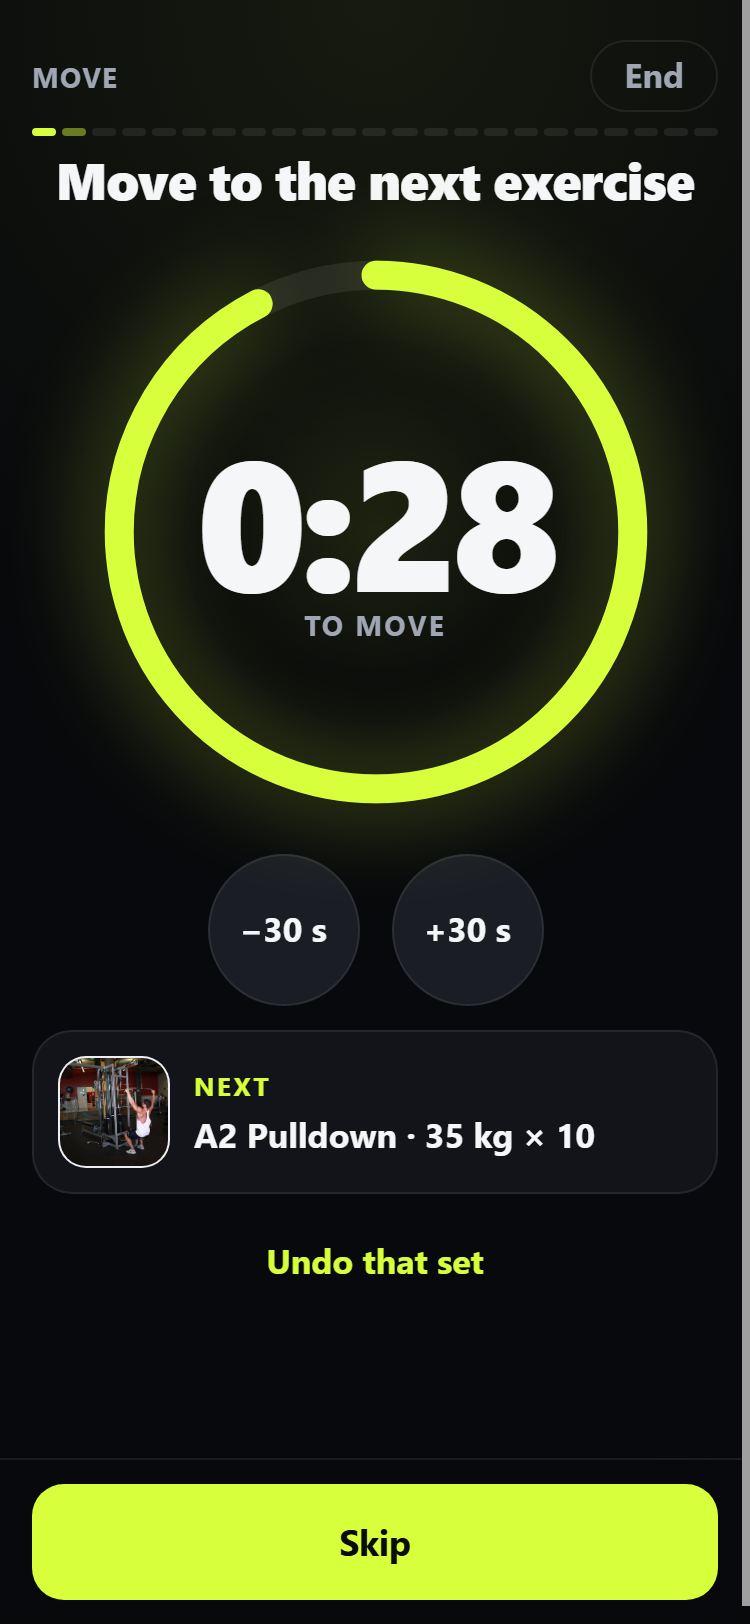 MOVE
End
Move to the next exercise
0:28
TO MOVE
−30 s
+30 s
NEXT
A2 Pulldown · 35 kg × 10
Undo that set
Skip